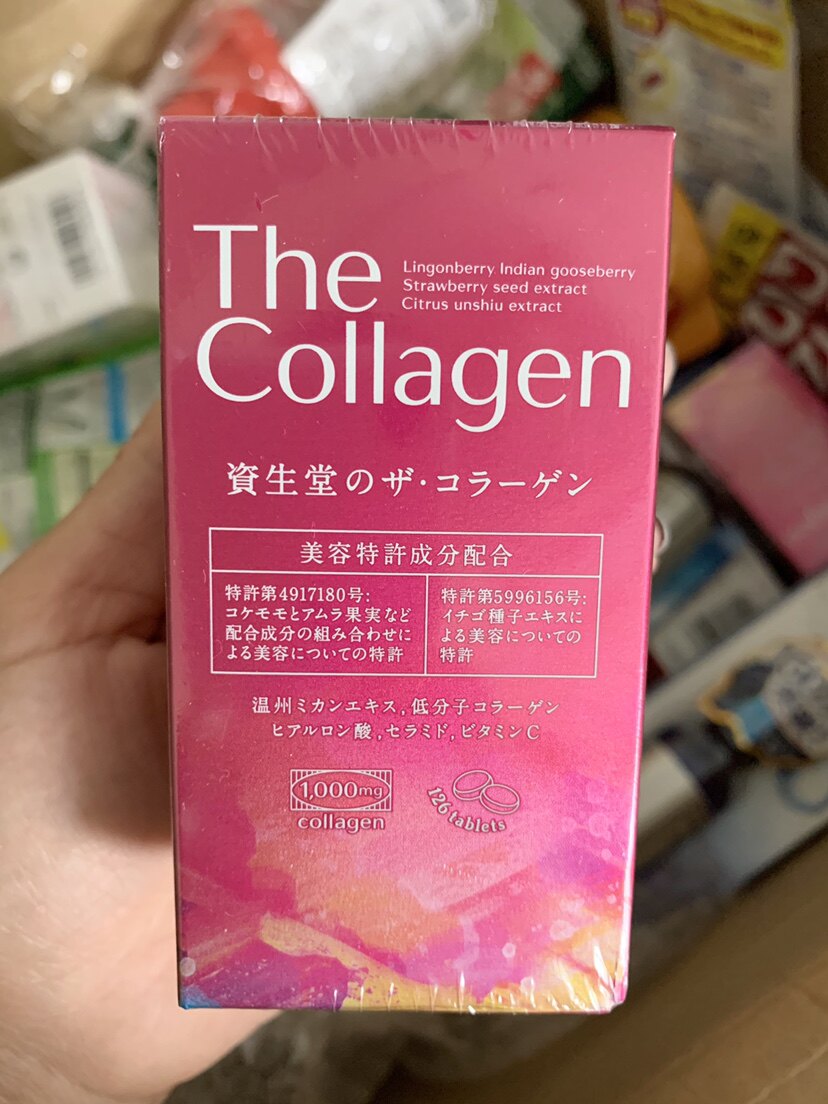 The
Lingonberry Indian gooseberry
Strawberry seed extract
Citrus unshiu extract
Collagen
資生堂のザ・コラーゲン
美容特許成分配合
特許第4917180号:
コケモモとアムラ果実など
配合成分の組み合わせに
よる美容についての特許
特許第5996156号:
イチゴ種子エキスに
よる美容についての
特許
温州ミカンエキス,低分子コラーゲン
ヒアルロン酸,セラミド,ビタミンC
1,000mg
collagen
126 tablets